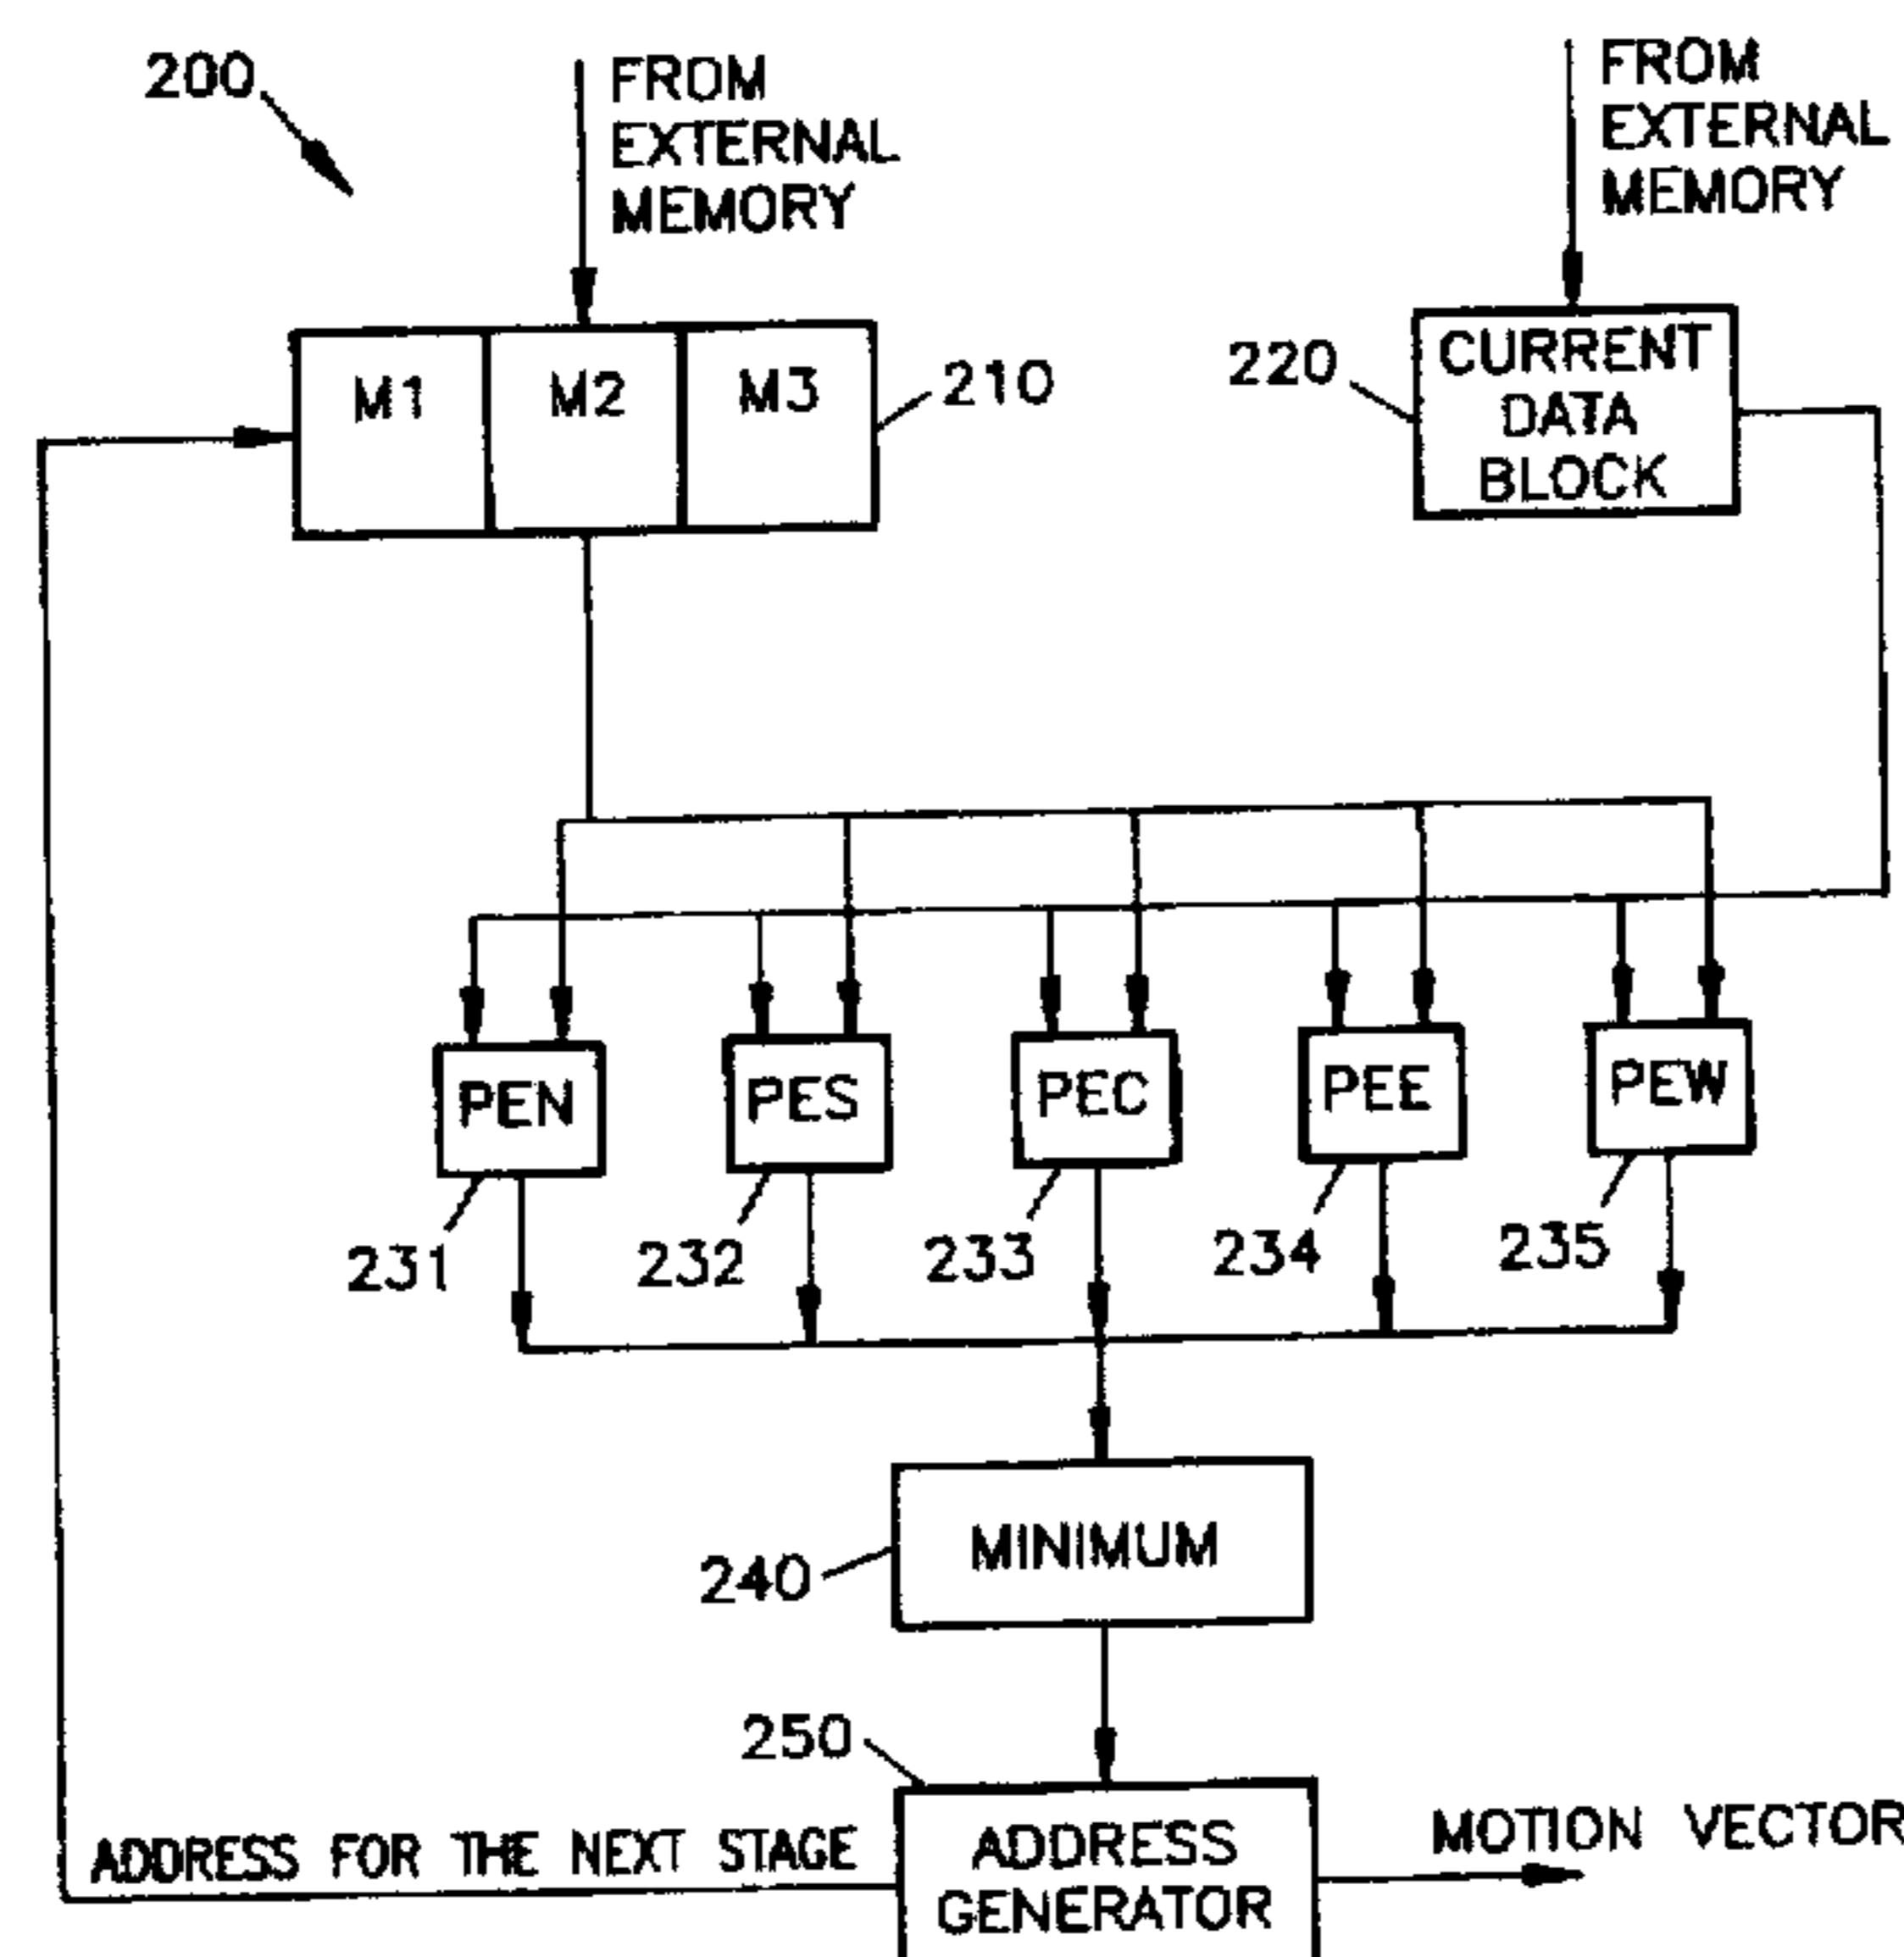 200
FROM
EXTERNAL
MEMORY
FROM
EXTERNAL
MEMORY
M1 M2 M3
210
220
CURRENT
DATA
BLOCK
PEN PES PEC PEE PEW
231 232 233 234 235
240
MINIMUM
250
ADDRESS FOR THE NEXT STAGE
ADDRESS
GENERATOR
MOTION VECTOR